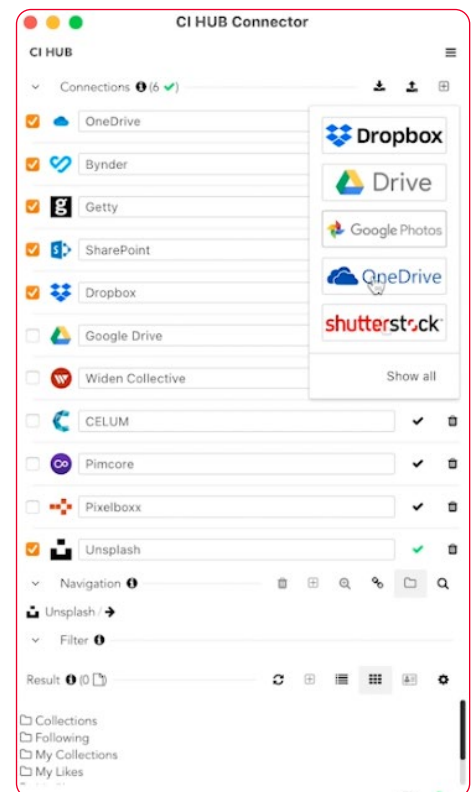 CI HUB Connector
CI HUB
Connections (6 ✔)
OneDrive
Bynder
Getty
SharePoint
Dropbox
Google Drive
Widen Collective
CELUM
Pimcore
Pixelboxx
Unsplash
Dropbox
Drive
Google Photos
OneDrive
shutterstock
Show all
Navigation
Unsplash /
Filter
Result (0)
Collections
Following
My Collections
My Likes